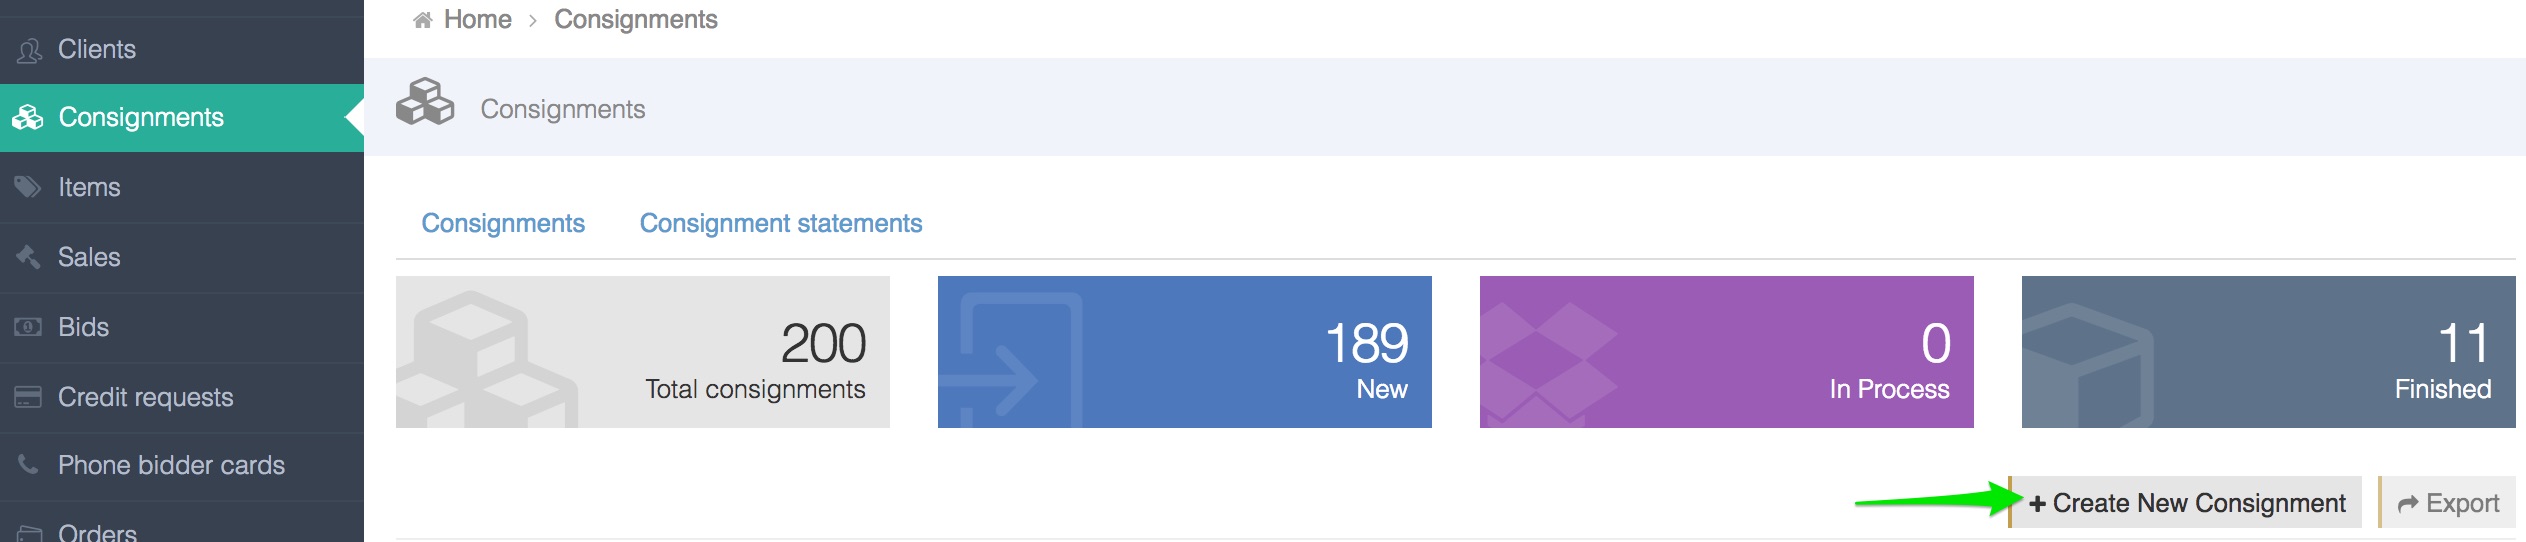 Home > Consignments
Clients
Consignments
Items
Sales
Bids
Credit requests
Phone bidder cards
Orders
Consignments
Consignments
Consignment statements
200
Total consignments
189
New
0
In Process
11
Finished
+ Create New Consignment
Export